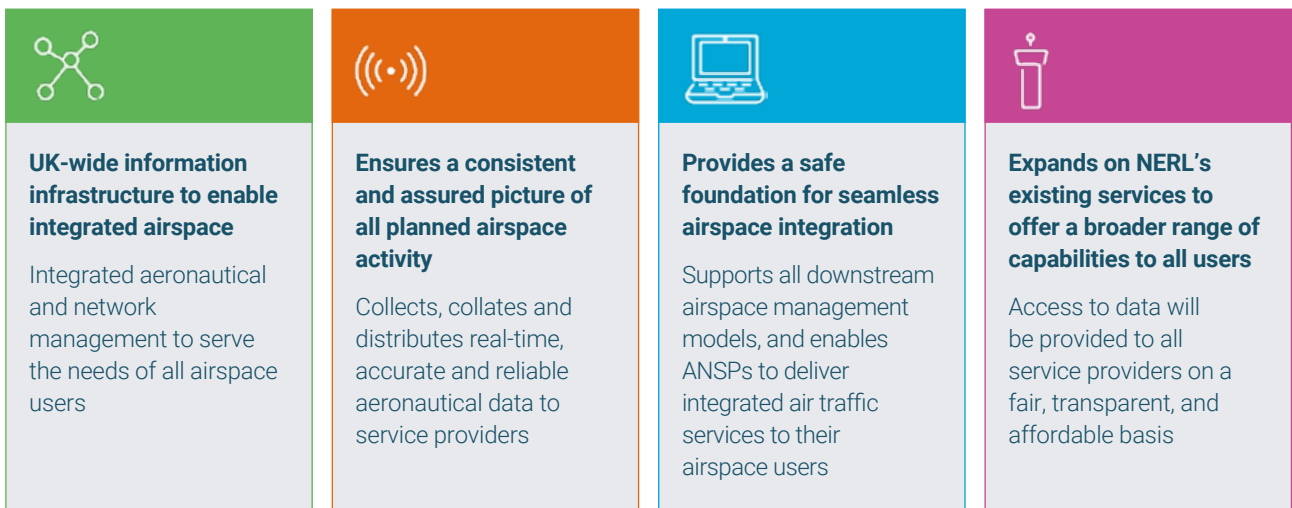 UK-wide information
infrastructure to enable
integrated airspace
Integrated aeronautical
and network
management to serve
the needs of all airspace
users
Ensures a consistent
and assured picture of
all planned airspace
activity
Collects, collates and
distributes real-time,
accurate and reliable
aeronautical data to
service providers
Provides a safe
foundation for seamless
airspace integration
Supports all downstream
airspace management
models, and enables
ANSPs to deliver
integrated air traffic
services to their
airspace users
Expands on NERL’s
existing services to
offer a broader range of
capabilities to all users
Access to data will
be provided to all
service providers on a
fair, transparent, and
affordable basis